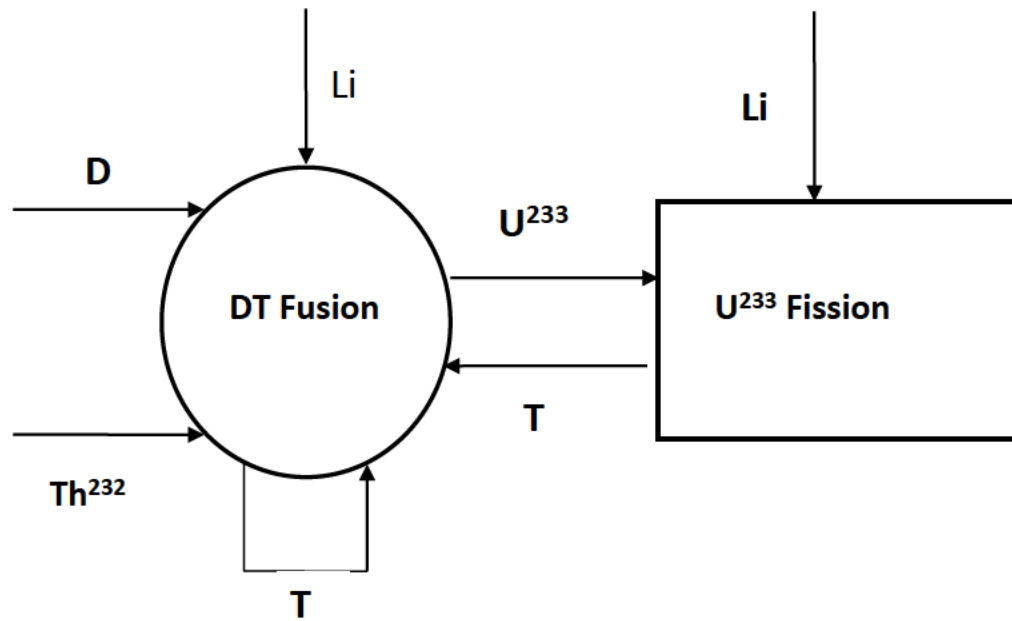 Li
Li
D
U²³³
DT Fusion
U²³³ Fission
T
Th²³²
T